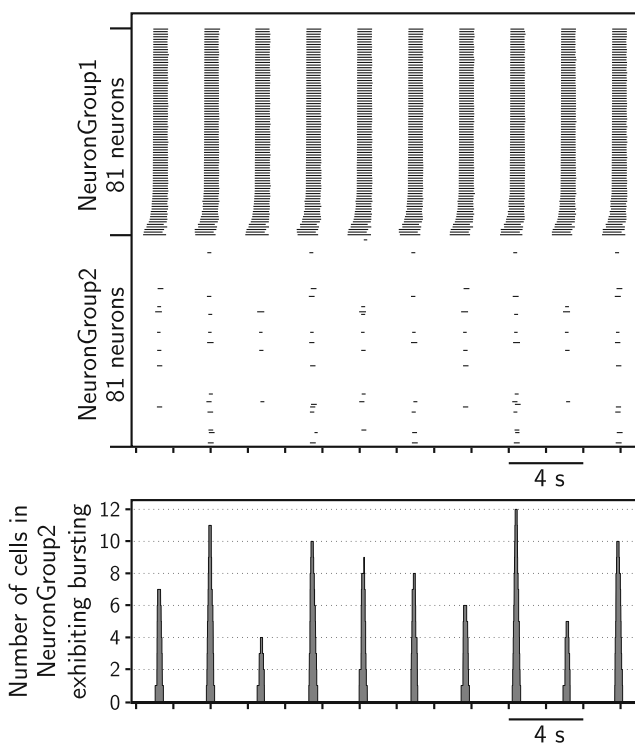 NeuronGroup1
81 neurons
NeuronGroup2
81 neurons
4 s
Number of cells in
NeuronGroup2
exhibiting bursting
12
10
8
6
4
2
0
4 s